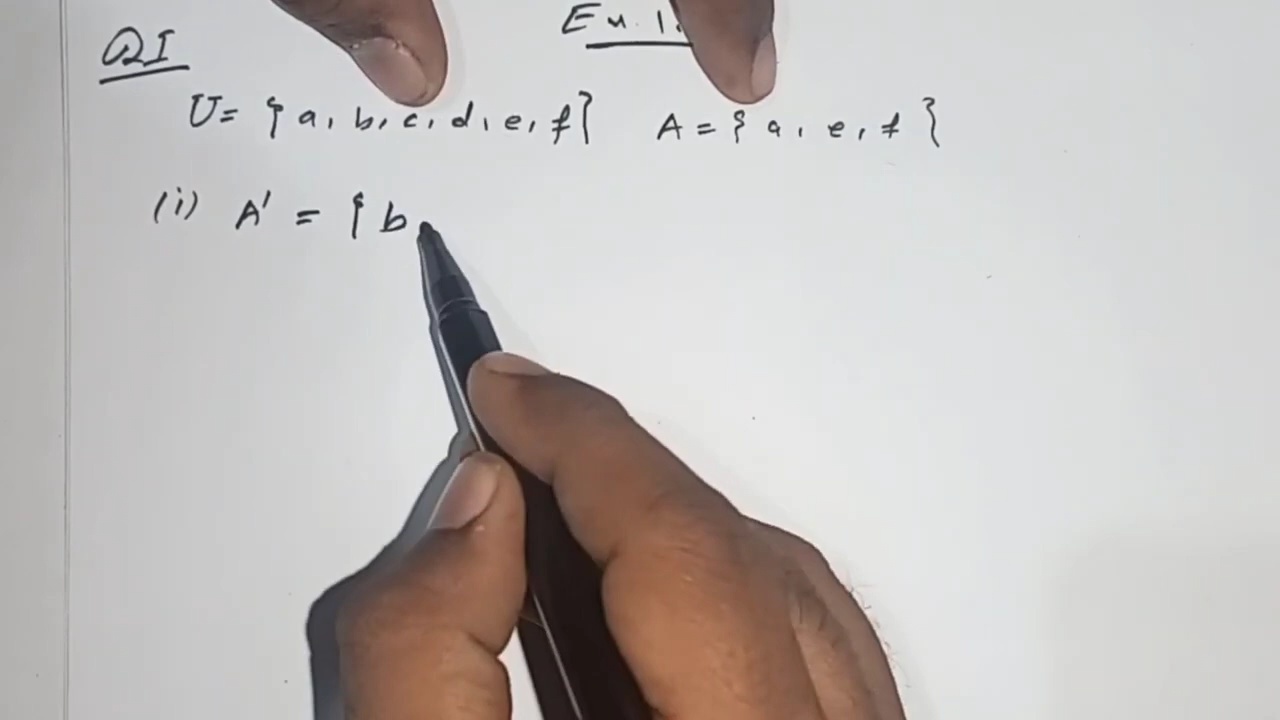 Q1 Ex. 1.
U = { a, b, c, d, e, f } A = { a, e, f }
(i) A' = { b